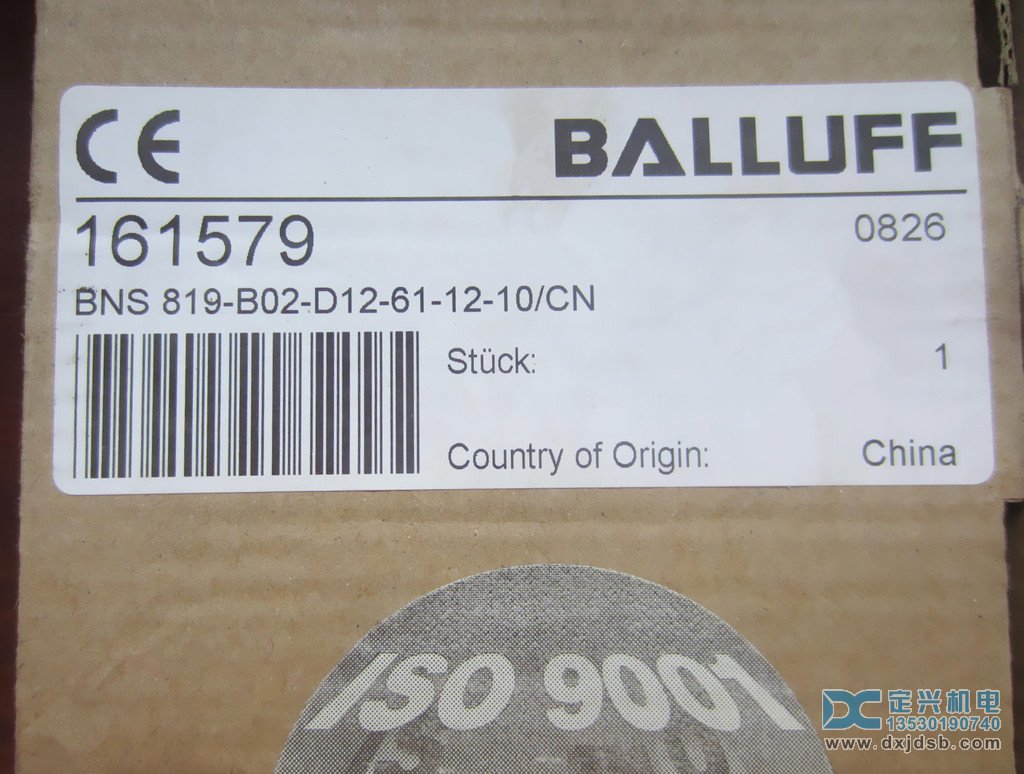 CE
BALLUFF
161579
0826
BNS 819-B02-D12-61-12-10/CN
Stück:
1
Country of Origin:
China
ISO 9001
DX 定兴机电
13530190740
www.dxjdsb.com